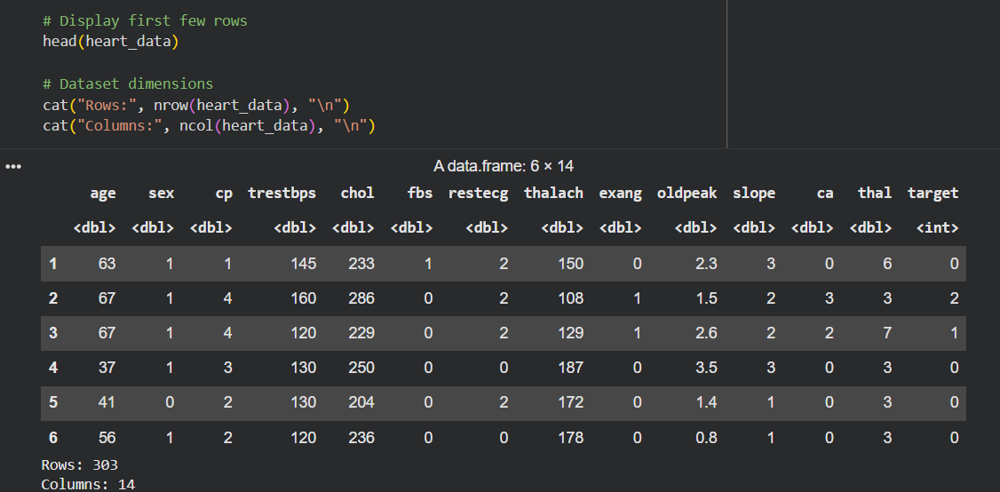 # Display first few rows
head(heart_data)
# Dataset dimensions
cat("Rows:", nrow(heart_data), "\n")
cat("Columns:", ncol(heart_data), "\n")
A data.frame: 6 × 14
age sex cp trestbps chol fbs restecg thalach exang oldpeak slope ca thal target
<dbl> <dbl> <dbl> <dbl> <dbl> <dbl> <dbl> <dbl> <dbl> <dbl> <dbl> <dbl> <dbl> <int>
1 63 1 1 145 233 1 2 150 0 2.3 3 0 6 0
2 67 1 4 160 286 0 2 108 1 1.5 2 3 3 2
3 67 1 4 120 229 0 2 129 1 2.6 2 2 7 1
4 37 1 3 130 250 0 0 187 0 3.5 3 0 3 0
5 41 0 2 130 204 0 2 172 0 1.4 1 0 3 0
6 56 1 2 120 236 0 0 178 0 0.8 1 0 3 0
Rows: 303
Columns: 14